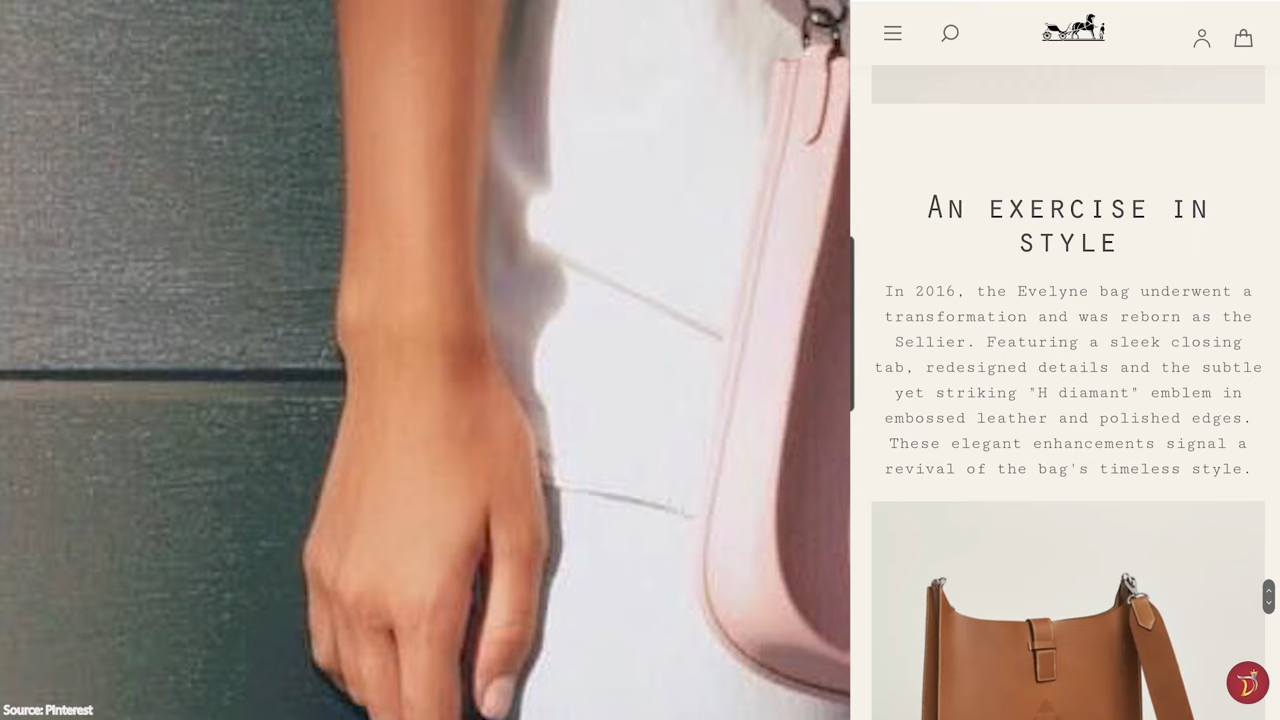 An exercise in
style
In 2016, the Evelyne bag underwent a
transformation and was reborn as the
Sellier. Featuring a sleek closing
tab, redesigned details and the subtle
yet striking "H diamant" emblem in
embossed leather and polished edges.
These elegant enhancements signal a
revival of the bag's timeless style.
Source: Pinterest